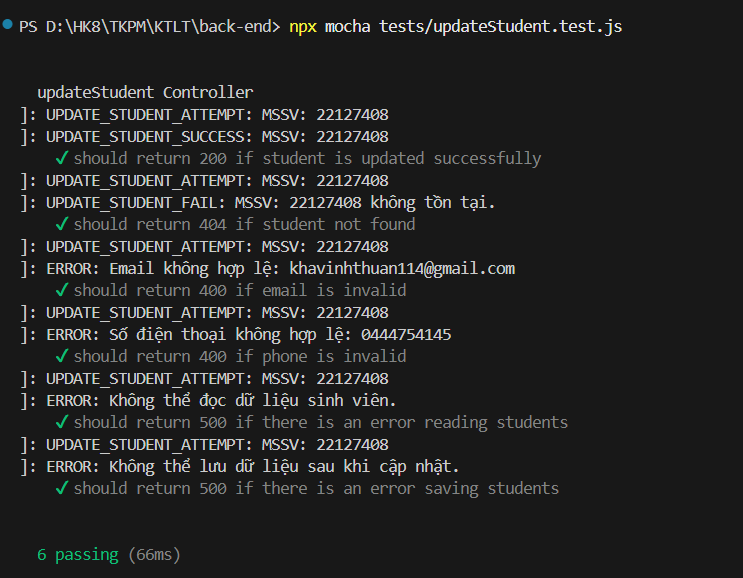 PS D:\HK8\TKPM\KTLT\back-end> npx mocha tests/updateStudent.test.js
updateStudent Controller
]: UPDATE_STUDENT_ATTEMPT: MSSV: 22127408
]: UPDATE_STUDENT_SUCCESS: MSSV: 22127408
✓ should return 200 if student is updated successfully
]: UPDATE_STUDENT_ATTEMPT: MSSV: 22127408
]: UPDATE_STUDENT_FAIL: MSSV: 22127408 không tồn tại.
✓ should return 404 if student not found
]: UPDATE_STUDENT_ATTEMPT: MSSV: 22127408
]: ERROR: Email không hợp lệ: khavinhthuan114@gmail.com
✓ should return 400 if email is invalid
]: UPDATE_STUDENT_ATTEMPT: MSSV: 22127408
]: ERROR: Số điện thoại không hợp lệ: 0444754145
✓ should return 400 if phone is invalid
]: UPDATE_STUDENT_ATTEMPT: MSSV: 22127408
]: ERROR: Không thể đọc dữ liệu sinh viên.
✓ should return 500 if there is an error reading students
]: UPDATE_STUDENT_ATTEMPT: MSSV: 22127408
]: ERROR: Không thể lưu dữ liệu sau khi cập nhật.
✓ should return 500 if there is an error saving students
6 passing (66ms)